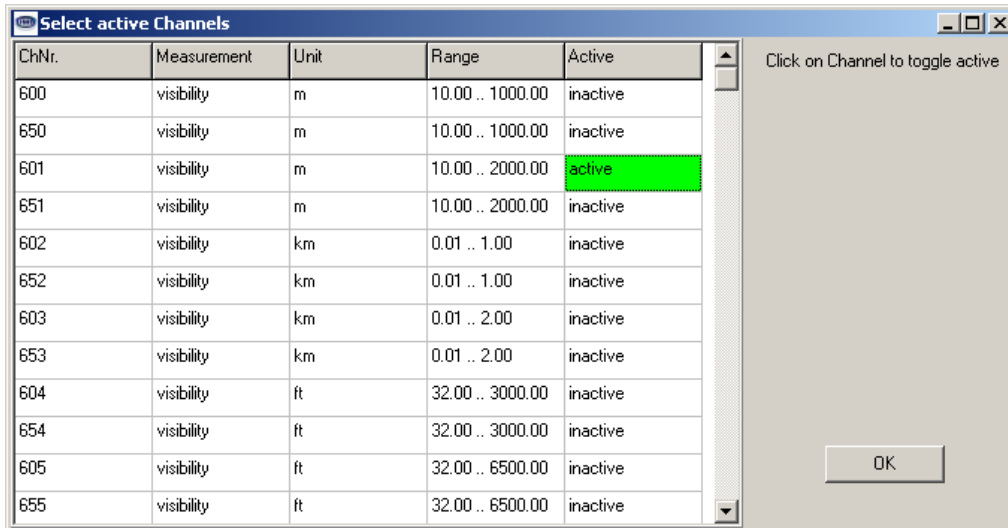 Select active Channels
ChNr. Measurement Unit Range Active
Click on Channel to toggle active
600 visibility m 10.00 .. 1000.00 inactive
650 visibility m 10.00 .. 1000.00 inactive
601 visibility m 10.00 .. 2000.00 active
651 visibility m 10.00 .. 2000.00 inactive
602 visibility km 0.01 .. 1.00 inactive
652 visibility km 0.01 .. 1.00 inactive
603 visibility km 0.01 .. 2.00 inactive
653 visibility km 0.01 .. 2.00 inactive
604 visibility ft 32.00 .. 3000.00 inactive
654 visibility ft 32.00 .. 3000.00 inactive
605 visibility ft 32.00 .. 6500.00 inactive
OK
655 visibility ft 32.00 .. 6500.00 inactive